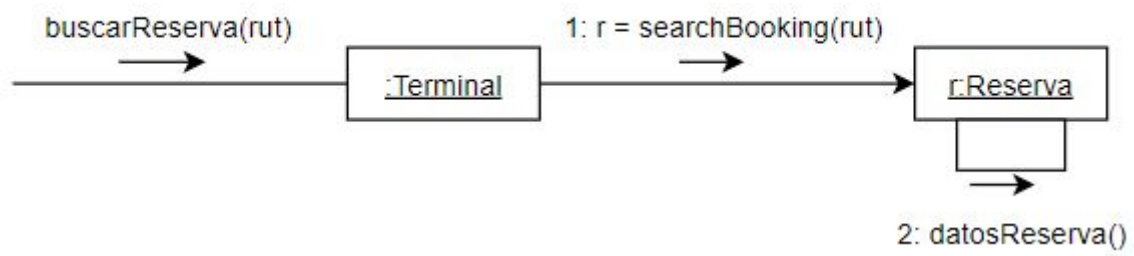 buscarReserva(rut)
1: r = searchBooking(rut)
:Terminal
r:Reserva
2: datosReserva()